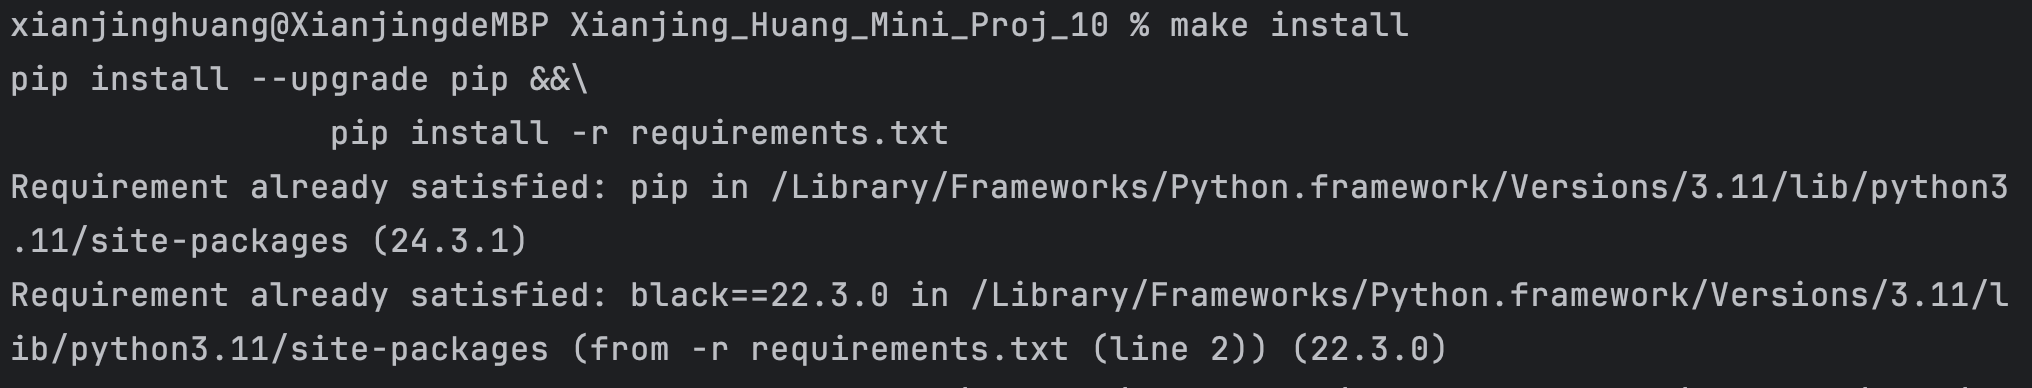 xianjinghuang@XianjingdeMBP Xianjing_Huang_Mini_Proj_10 % make install
pip install --upgrade pip &&\
pip install -r requirements.txt
Requirement already satisfied: pip in /Library/Frameworks/Python.framework/Versions/3.11/lib/python3
.11/site-packages (24.3.1)
Requirement already satisfied: black==22.3.0 in /Library/Frameworks/Python.framework/Versions/3.11/l
ib/python3.11/site-packages (from -r requirements.txt (line 2)) (22.3.0)